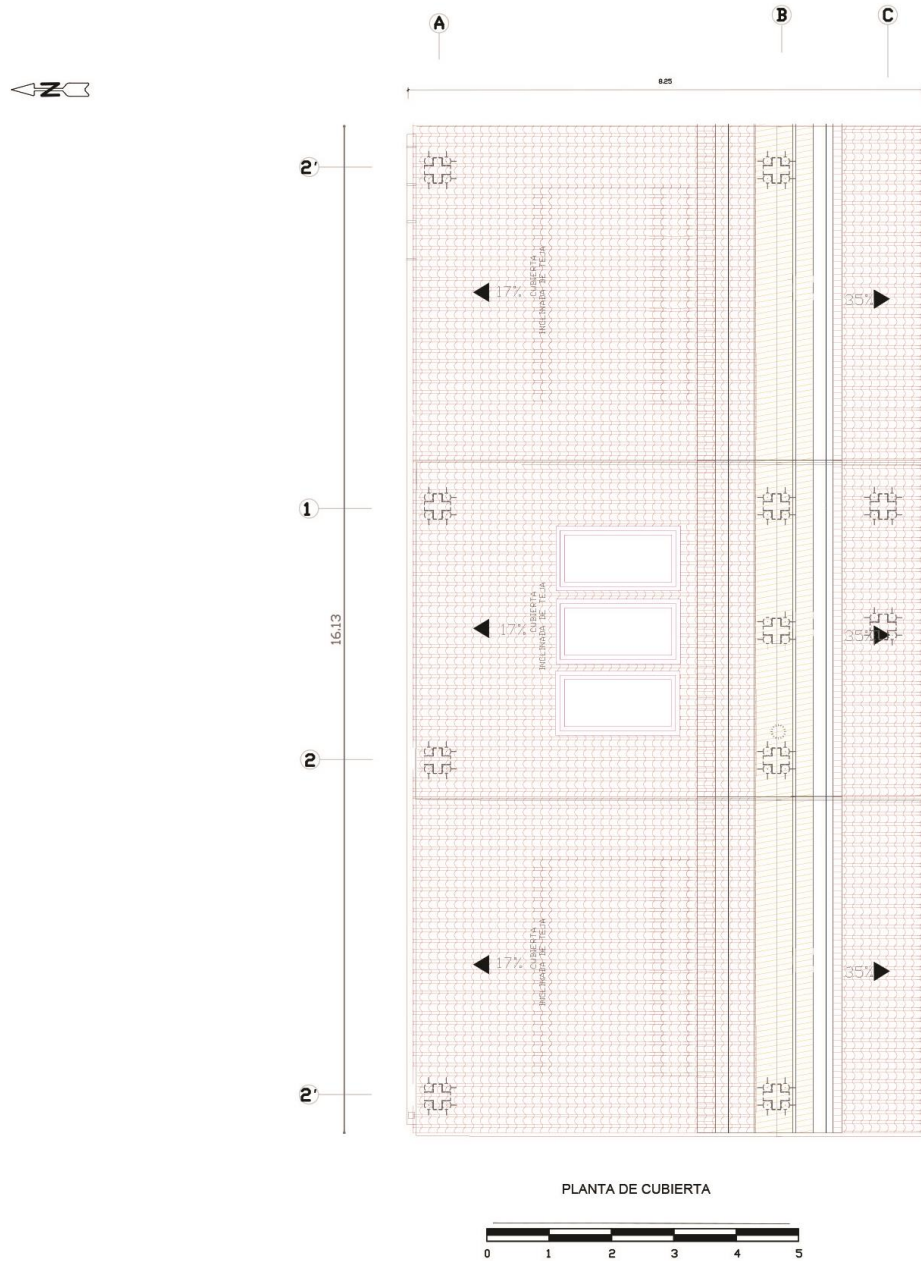 A
B
C
N
8.25
2'
17%
CUBIERTA
INCLINADA DE TEJA
35%
1
16.13
17%
CUBIERTA
INCLINADA DE TEJA
35%
2
17%
CUBIERTA
INCLINADA DE TEJA
35%
2'
PLANTA DE CUBIERTA
0 1 2 3 4 5